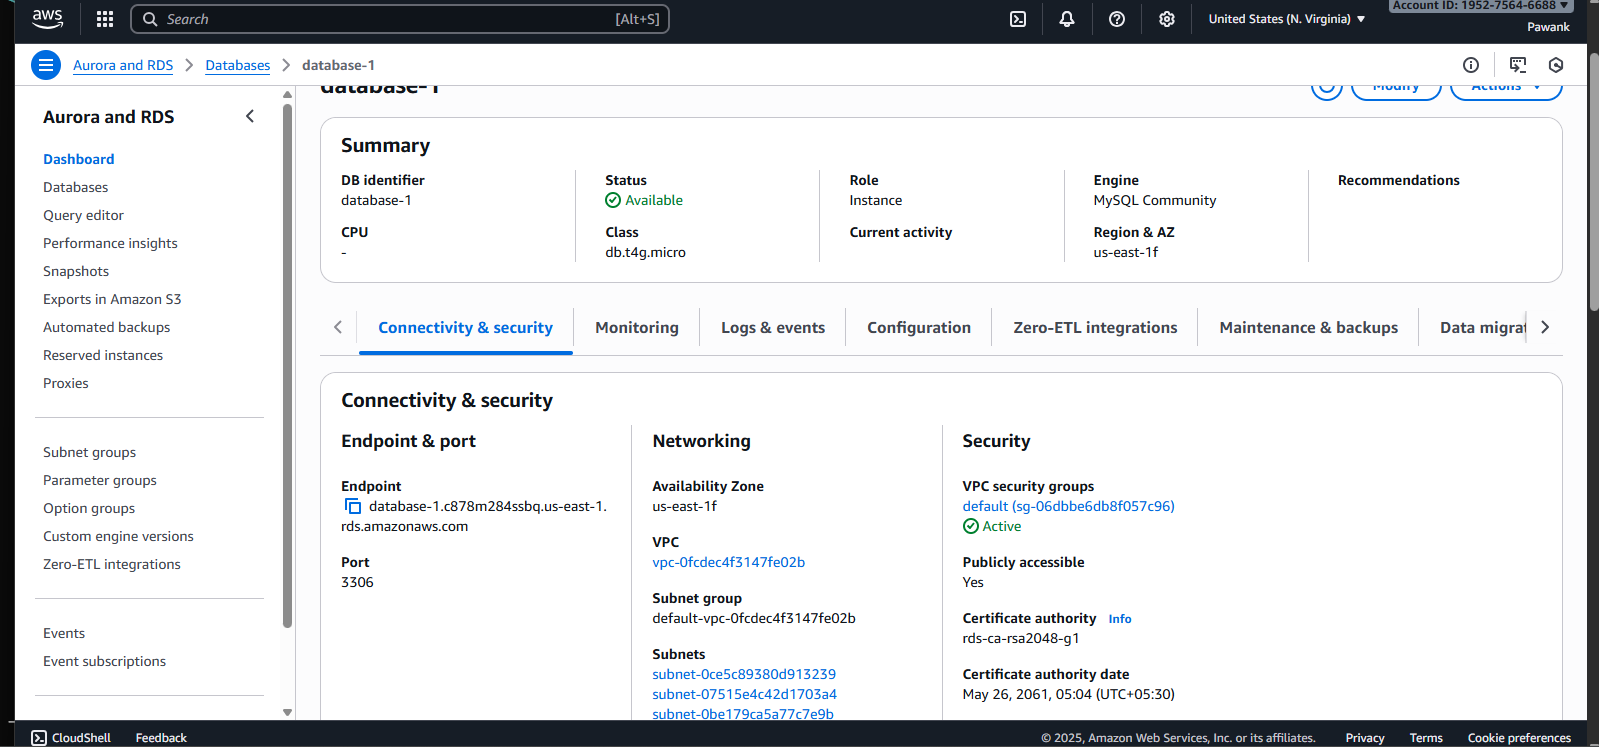 aws
Search [Alt+S]
United States (N. Virginia)
Account ID: 1952-7564-6688
Pawank
Aurora and RDS > Databases > database-1
Aurora and RDS
Dashboard
Databases
Query editor
Performance insights
Snapshots
Exports in Amazon S3
Automated backups
Reserved instances
Proxies
Subnet groups
Parameter groups
Option groups
Custom engine versions
Zero-ETL integrations
Events
Event subscriptions
database-1
Modify
Actions
Summary
DB identifier
database-1
CPU
-
Status
Available
Class
db.t4g.micro
Role
Instance
Current activity
Engine
MySQL Community
Region & AZ
us-east-1f
Recommendations
Connectivity & security
Monitoring
Logs & events
Configuration
Zero-ETL integrations
Maintenance & backups
Data migrat
Connectivity & security
Endpoint & port
Endpoint
database-1.c878m284ssbq.us-east-1.
rds.amazonaws.com
Port
3306
Networking
Availability Zone
us-east-1f
VPC
vpc-0fcdec4f3147fe02b
Subnet group
default-vpc-0fcdec4f3147fe02b
Subnets
subnet-0ce5c89380d913239
subnet-07515e4c42d1703a4
subnet-0be179ca5a77c7e9b
Security
VPC security groups
default (sg-06dbbe6db8f057c96)
Active
Publicly accessible
Yes
Certificate authority Info
rds-ca-rsa2048-g1
Certificate authority date
May 26, 2061, 05:04 (UTC+05:30)
CloudShell
Feedback
© 2025, Amazon Web Services, Inc. or its affiliates.
Privacy
Terms
Cookie preferences